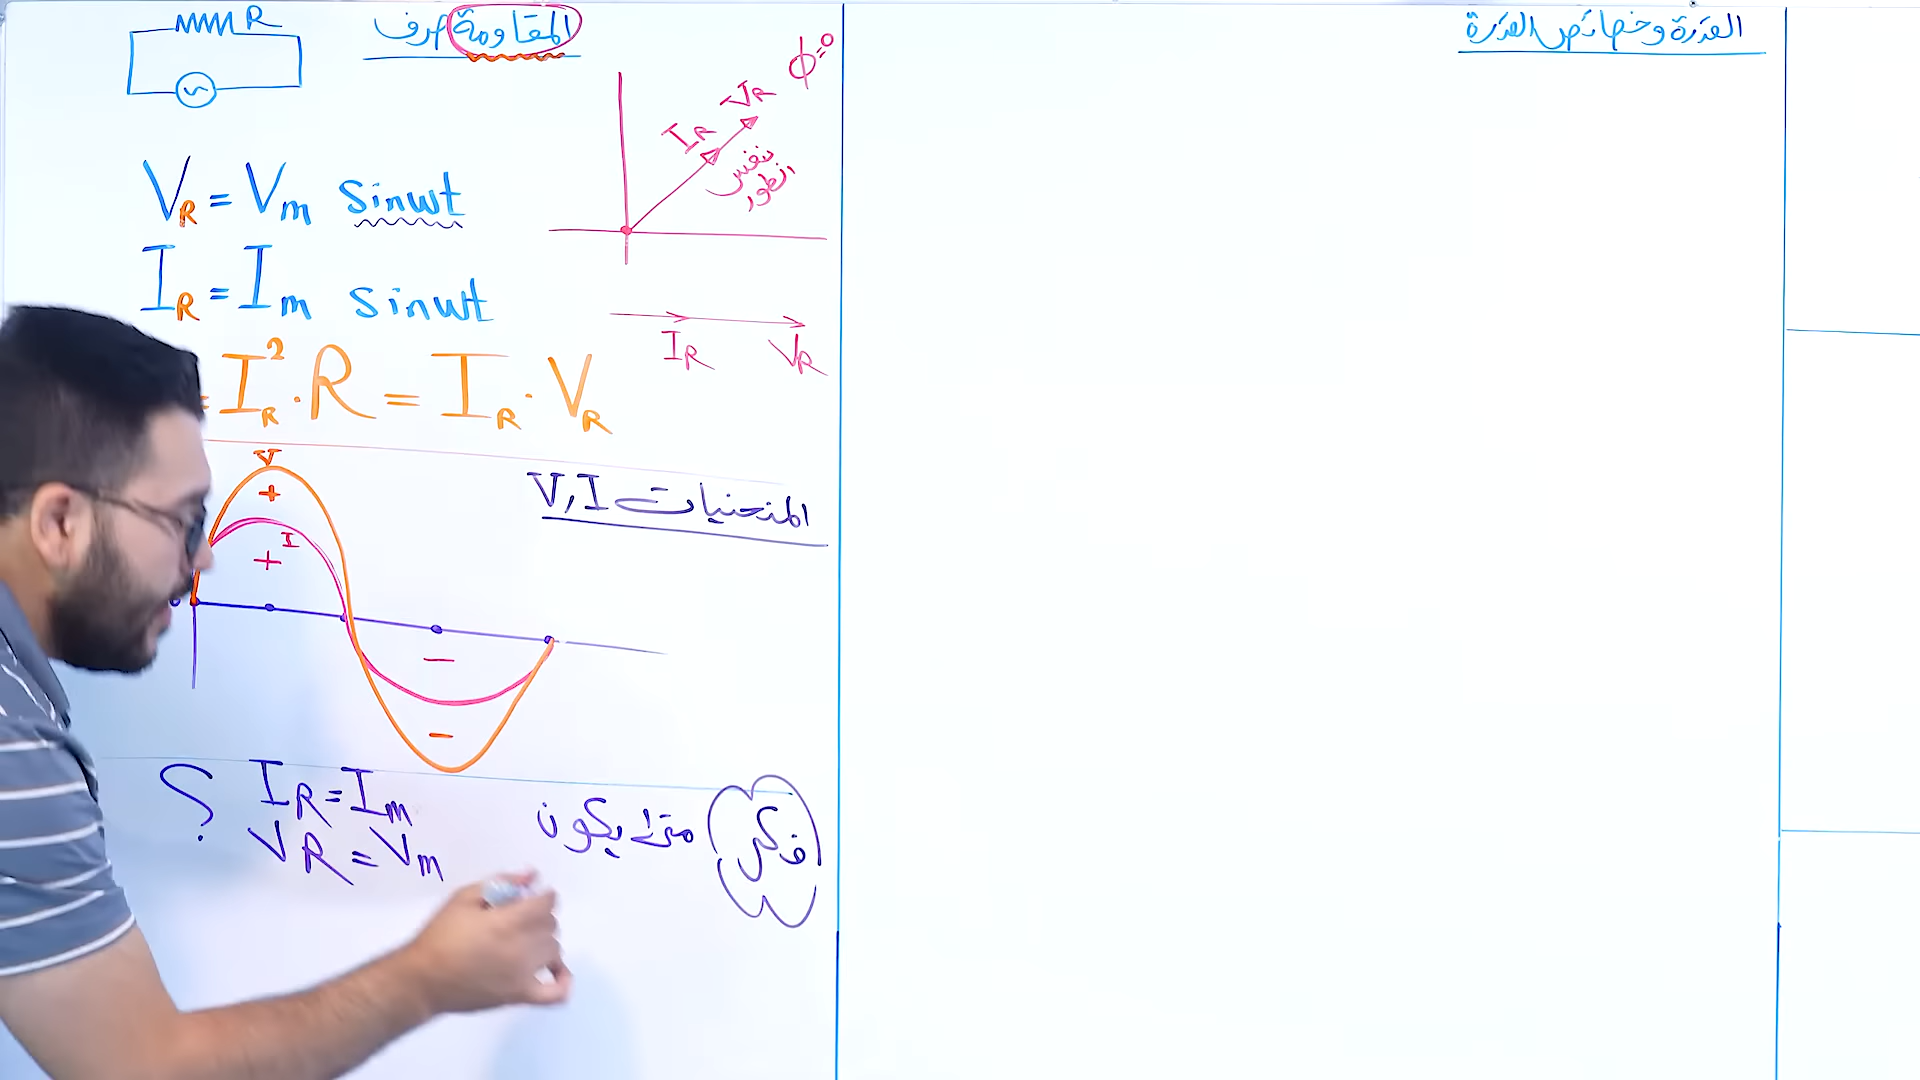 R
المقاومة صرف
القدرة وخصائص القدرة
ϕ=0
VR
IR
نفس
الطور
VR = Vm sinωt
IR = Im sinωt
IR VR
= I²R . R = IR . VR
المنحنيات V,I
V
+
I
+
−
−
فكر
متى يكون
IR = Im
VR = Vm
؟